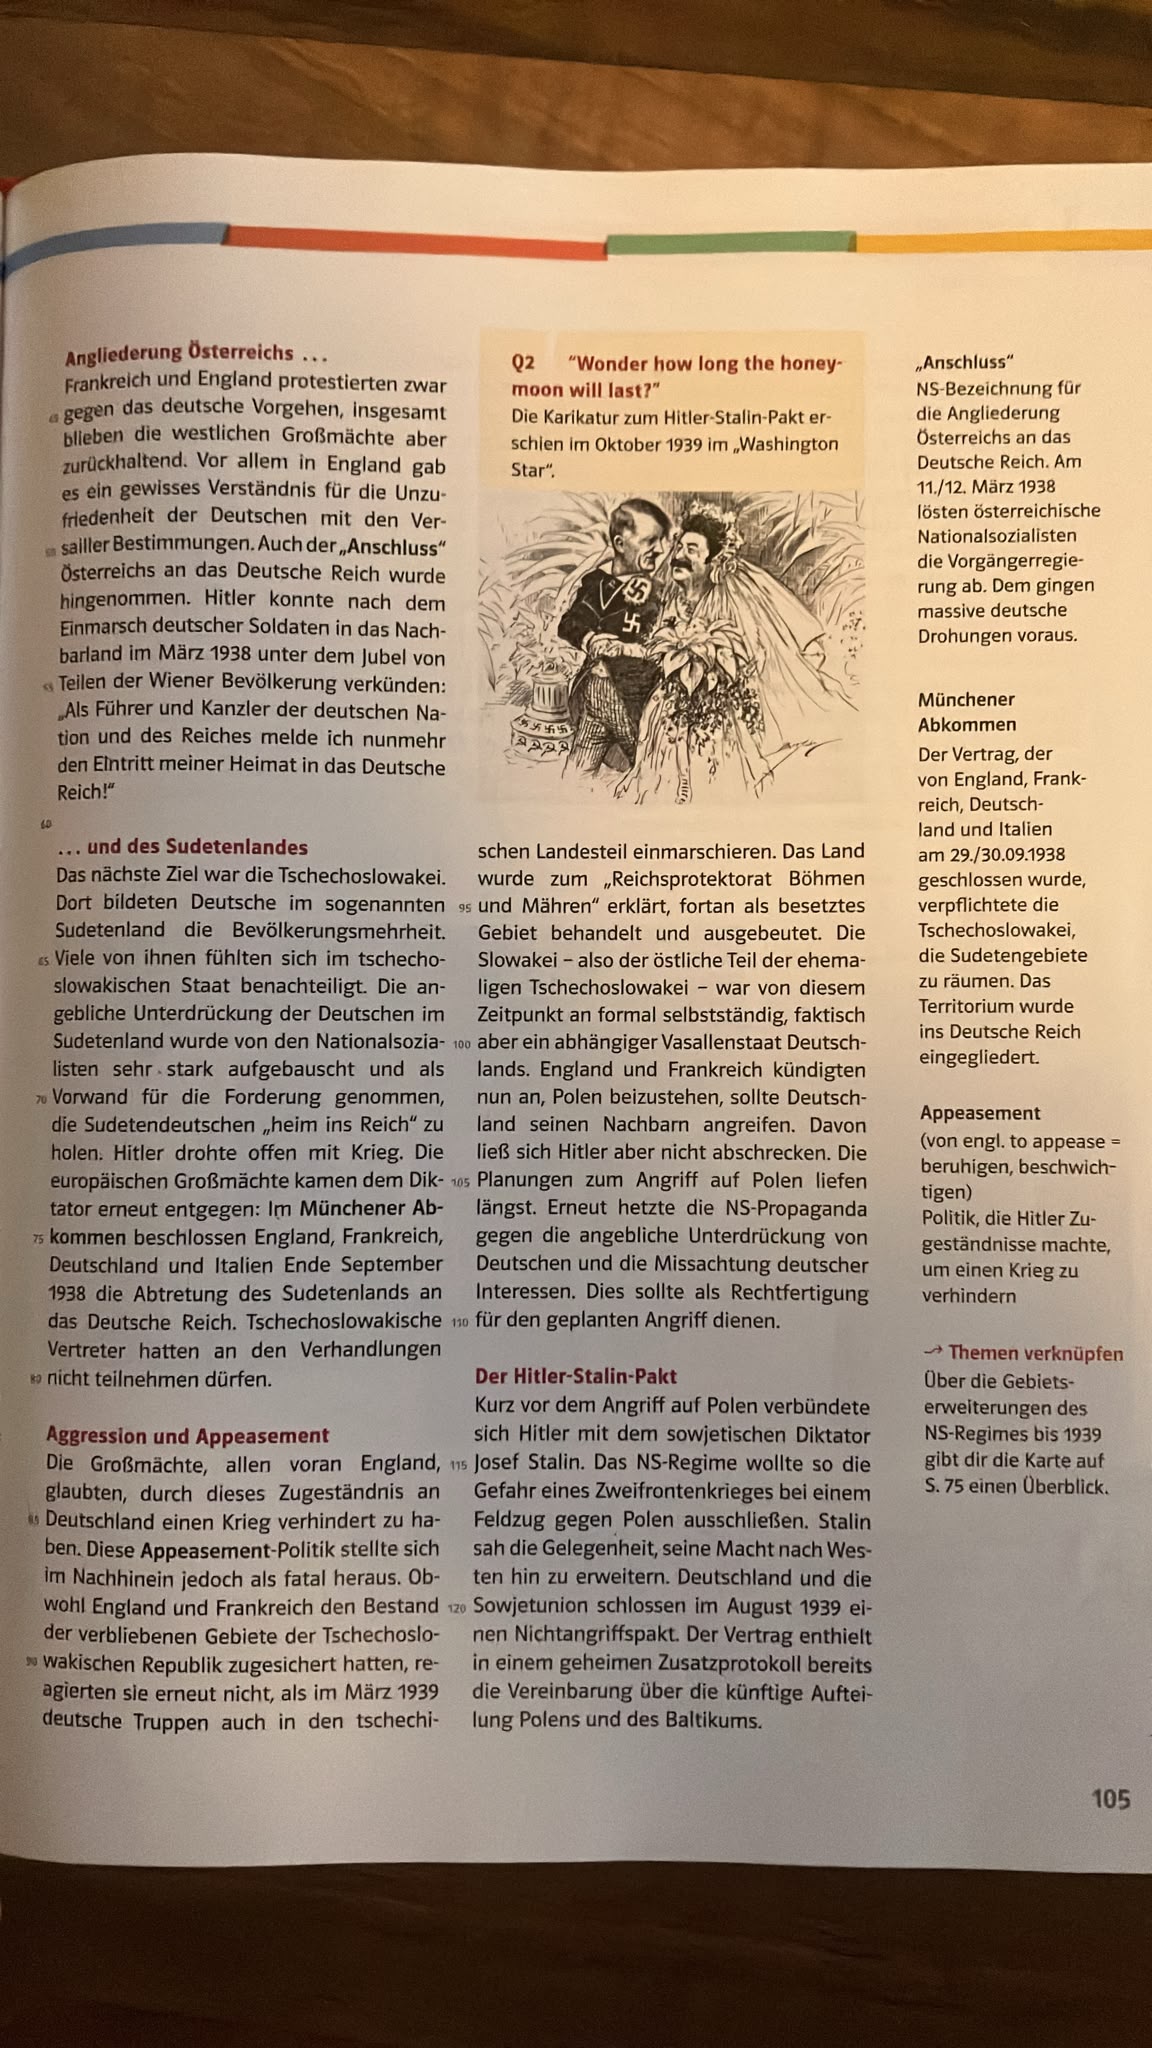 Angliederung Österreichs ...
Frankreich und England protestierten zwar
gegen das deutsche Vorgehen, insgesamt
blieben die westlichen Großmächte aber
zurückhaltend. Vor allem in England gab
es ein gewisses Verständnis für die Unzu-
friedenheit der Deutschen mit den Ver-
50 sailler Bestimmungen. Auch der „Anschluss“
Österreichs an das Deutsche Reich wurde
hingenommen. Hitler konnte nach dem
Einmarsch deutscher Soldaten in das Nach-
barland im März 1938 unter dem Jubel von
55 Teilen der Wiener Bevölkerung verkünden:
„Als Führer und Kanzler der deutschen Na-
tion und des Reiches melde ich nunmehr
den Eintritt meiner Heimat in das Deutsche
Reich!“
60
... und des Sudetenlandes
Das nächste Ziel war die Tschechoslowakei.
Dort bildeten Deutsche im sogenannten
Sudetenland die Bevölkerungsmehrheit.
65 Viele von ihnen fühlten sich im tschecho-
slowakischen Staat benachteiligt. Die an-
gebliche Unterdrückung der Deutschen im
Sudetenland wurde von den Nationalsozia-
listen sehr stark aufgebauscht und als
70 Vorwand für die Forderung genommen,
die Sudetendeutschen „heim ins Reich“ zu
holen. Hitler drohte offen mit Krieg. Die
europäischen Großmächte kamen dem Dik-
tator erneut entgegen: Im Münchener Ab-
75 kommen beschlossen England, Frankreich,
Deutschland und Italien Ende September
1938 die Abtretung des Sudetenlands an
das Deutsche Reich. Tschechoslowakische
Vertreter hatten an den Verhandlungen
80 nicht teilnehmen dürfen.
Aggression und Appeasement
Die Großmächte, allen voran England,
glaubten, durch dieses Zugeständnis an
85 Deutschland einen Krieg verhindert zu ha-
ben. Diese Appeasement-Politik stellte sich
im Nachhinein jedoch als fatal heraus. Ob-
wohl England und Frankreich den Bestand
der verbliebenen Gebiete der Tschechoslo-
90 wakischen Republik zugesichert hatten, re-
agierten sie erneut nicht, als im März 1939
deutsche Truppen auch in den tschechi-
Q2 “Wonder how long the honey-
moon will last?”
Die Karikatur zum Hitler-Stalin-Pakt er-
schien im Oktober 1939 im „Washington
Star“.
schen Landesteil einmarschieren. Das Land
wurde zum „Reichsprotektorat Böhmen
95 und Mähren“ erklärt, fortan als besetztes
Gebiet behandelt und ausgebeutet. Die
Slowakei – also der östliche Teil der ehema-
ligen Tschechoslowakei – war von diesem
Zeitpunkt an formal selbstständig, faktisch
100 aber ein abhängiger Vasallenstaat Deutsch-
lands. England und Frankreich kündigten
nun an, Polen beizustehen, sollte Deutsch-
land seinen Nachbarn angreifen. Davon
ließ sich Hitler aber nicht abschrecken. Die
105 Planungen zum Angriff auf Polen liefen
längst. Erneut hetzte die NS-Propaganda
gegen die angebliche Unterdrückung von
Deutschen und die Missachtung deutscher
Interessen. Dies sollte als Rechtfertigung
110 für den geplanten Angriff dienen.
Der Hitler-Stalin-Pakt
Kurz vor dem Angriff auf Polen verbündete
sich Hitler mit dem sowjetischen Diktator
115 Josef Stalin. Das NS-Regime wollte so die
Gefahr eines Zweifrontenkrieges bei einem
Feldzug gegen Polen ausschließen. Stalin
sah die Gelegenheit, seine Macht nach Wes-
ten hin zu erweitern. Deutschland und die
120 Sowjetunion schlossen im August 1939 ei-
nen Nichtangriffspakt. Der Vertrag enthielt
in einem geheimen Zusatzprotokoll bereits
die Vereinbarung über die künftige Auftei-
lung Polens und des Baltikums.
„Anschluss“
NS-Bezeichnung für
die Angliederung
Österreichs an das
Deutsche Reich. Am
11./12. März 1938
lösten österreichische
Nationalsozialisten
die Vorgängerregie-
rung ab. Dem gingen
massive deutsche
Drohungen voraus.
Münchener
Abkommen
Der Vertrag, der
von England, Frank-
reich, Deutsch-
land und Italien
am 29./30.09.1938
geschlossen wurde,
verpflichtete die
Tschechoslowakei,
die Sudetengebiete
zu räumen. Das
Territorium wurde
ins Deutsche Reich
eingegliedert.
Appeasement
(von engl. to appease =
beruhigen, beschwich-
tigen)
Politik, die Hitler Zu-
geständnisse machte,
um einen Krieg zu
verhindern
→ Themen verknüpfen
Über die Gebiets-
erweiterungen des
NS-Regimes bis 1939
gibt dir die Karte auf
S. 75 einen Überblick.
105